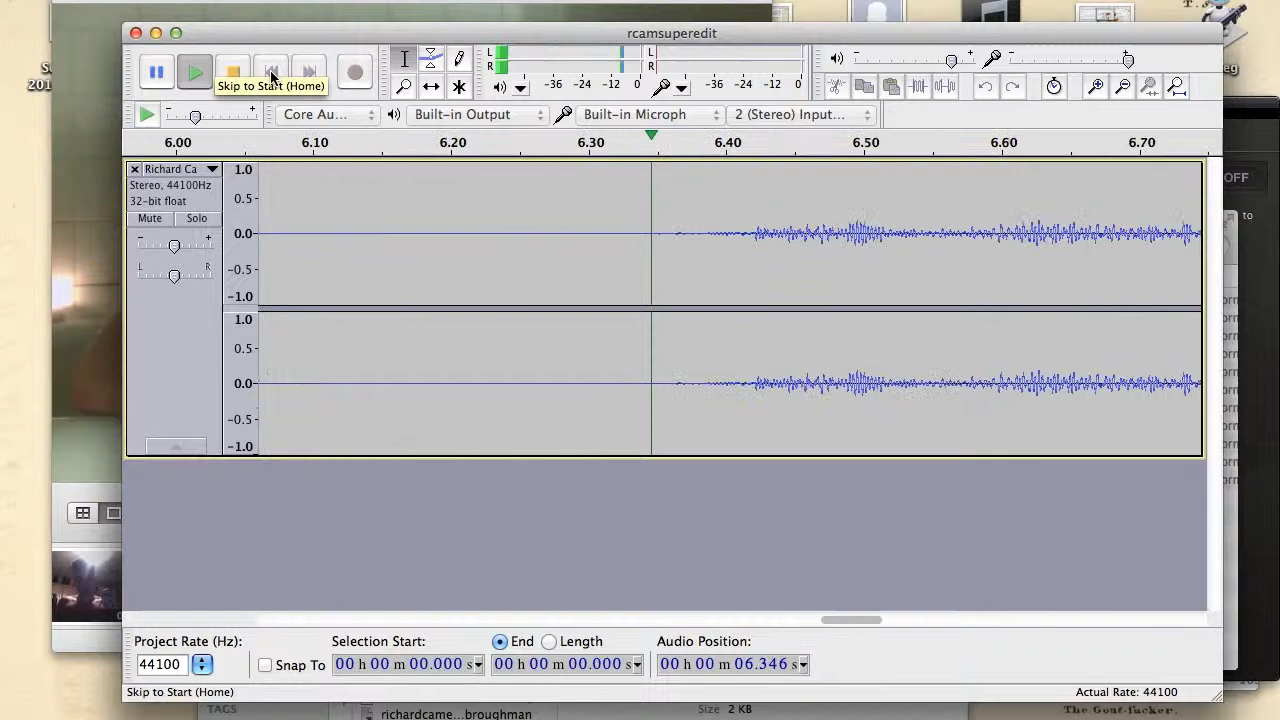 rcamsuperedit
L
R
-36 -24 -12 0
L
R
-36 -24 -12 0
Skip to Start (Home)
Core Au...
Built-in Output
Built-in Microph
2 (Stereo) Input...
6.00 6.10 6.20 6.30 6.40 6.50 6.60 6.70
Richard Ca
Stereo, 44100Hz
32-bit float
Mute Solo
- +
L R
1.0
0.5-
0.0-
-0.5-
-1.0
1.0
0.5-
0.0-
-0.5-
-1.0
OFF
to
Project Rate (Hz):
44100
Snap To
Selection Start:
00 h 00 m 00.000 s
End Length
00 h 00 m 00.000 s
Audio Position:
00 h 00 m 06.346 s
Skip to Start (Home)
Actual Rate: 44100
TAGS
richardcame...broughman
Size 2 KB
The Goat-fucker.